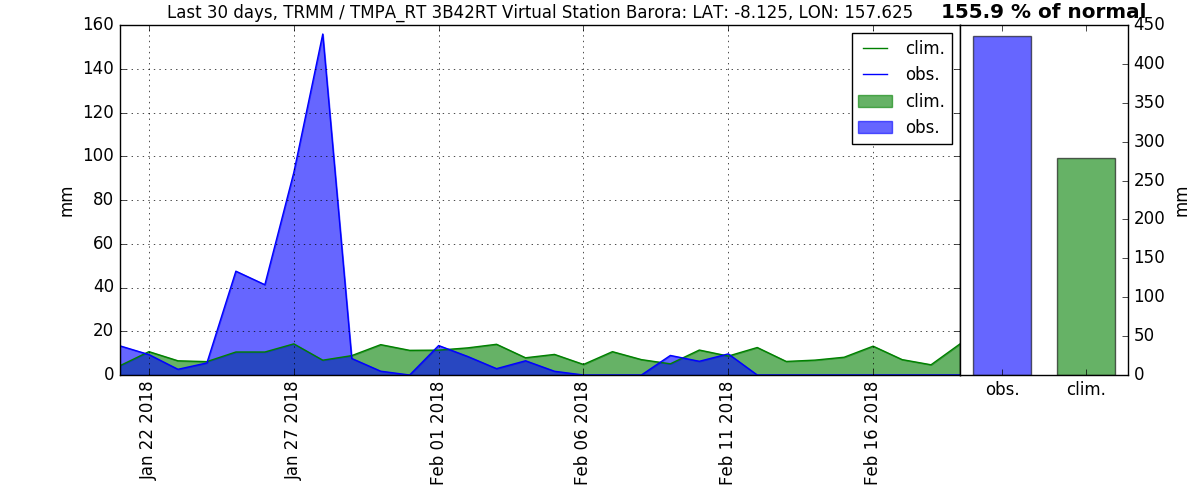 Last 30 days, TRMM / TMPA_RT 3B42RT Virtual Station Barora: LAT: -8.125, LON: 157.625
155.9 % of normal
160
140
120
100
80
60
40
20
0
mm
clim.
obs.
clim.
obs.
Jan 22 2018
Jan 27 2018
Feb 01 2018
Feb 06 2018
Feb 11 2018
Feb 16 2018
450
400
350
300
250
200
150
100
50
0
mm
obs.
clim.